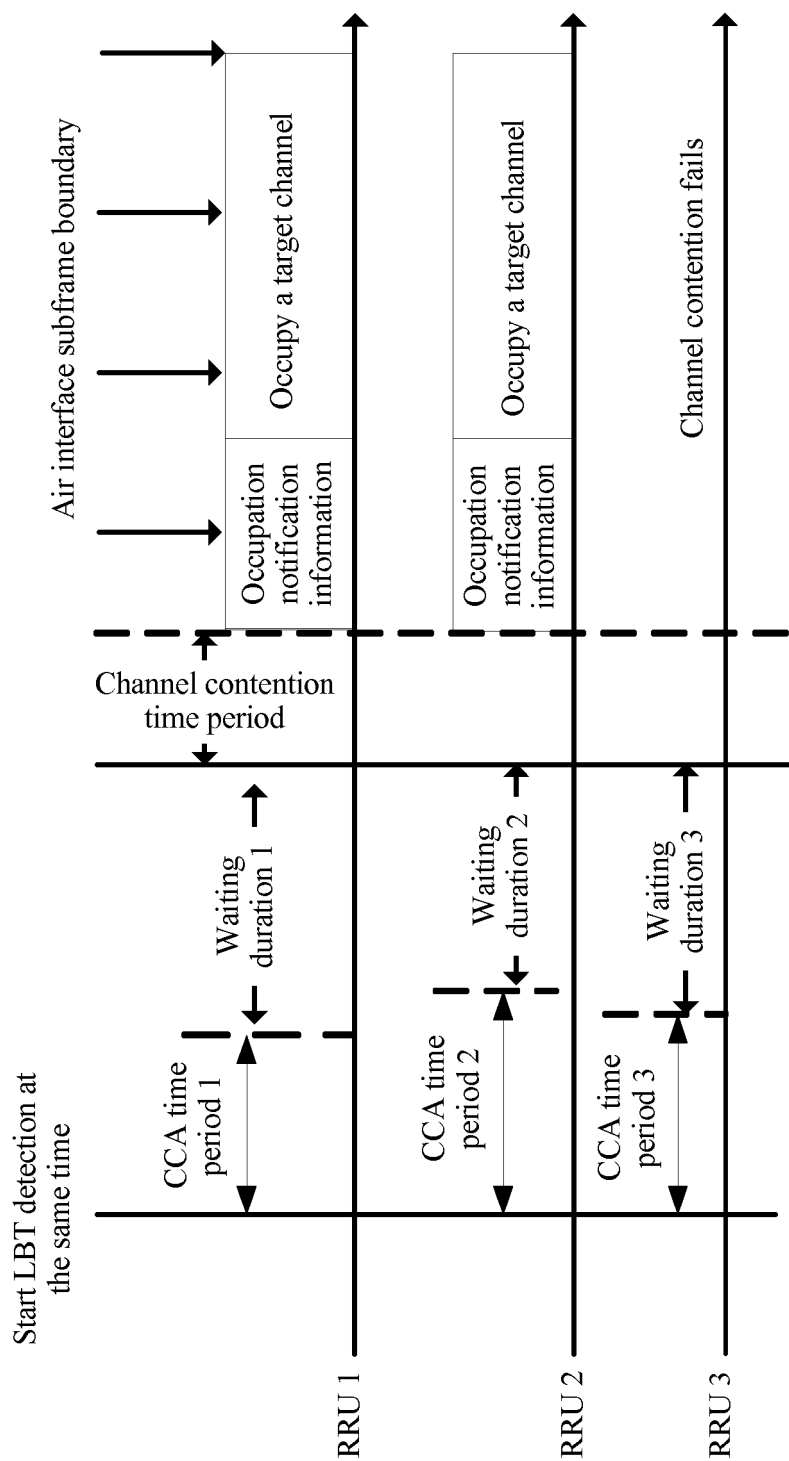 Start LBT detection at
the same time
Air interface subframe boundary
Channel contention
time period
CCA time
period 1
Waiting
duration 1
Occupation
notification
information
Occupy a target channel
RRU 1
CCA time
period 2
Waiting
duration 2
Occupation
notification
information
Occupy a target channel
RRU 2
CCA time
period 3
Waiting
duration 3
Channel contention fails
RRU 3